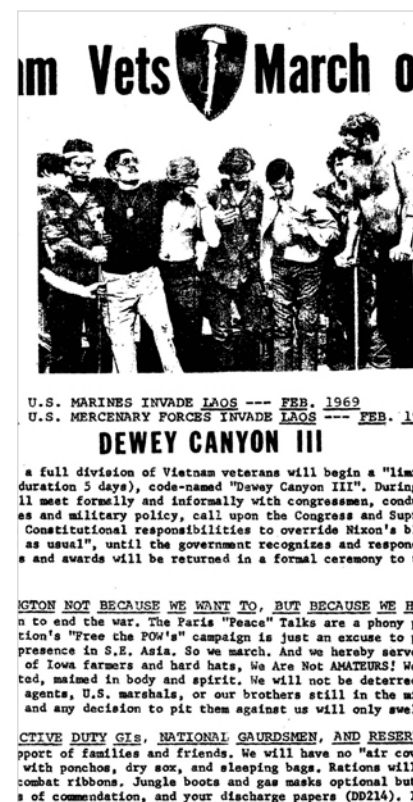 am Vets March o
U.S. MARINES INVADE LAOS --- FEB. 1969
U.S. MERCENARY FORCES INVADE LAOS --- FEB. 1
DEWEY CANYON III
a full division of Vietnam veterans will begin a "lim
duration 5 days), code-named "Dewey Canyon III". During
ll meet formally and informally with congressmen, condu
es and military policy, call upon the Congress and Sup
Constitutional responsibilities to override Nixon's b
as usual", until the government recognizes and respon
s and awards will be returned in a formal ceremony to
GTON NOT BECAUSE WE WANT TO, BUT BECAUSE WE H
n to end the war. The Paris "Peace" Talks are a phony
tion's "Free the POW's" campaign is just an excuse to p
presence in S.E. Asia. So we march. And we hereby serve
of Iowa farmers and hard hats, We Are Not AMATEURS! W
ted, maimed in body and spirit. We will not be deterre
agents, U.S. marshals, or our brothers still in the m
and any decision to pit them against us will only swe
CTIVE DUTY GIs, NATIONAL GAURDSMEN, AND RESER
pport of families and friends. We will have no "air cov
with ponchos, dry sox, and sleeping bags. Rations will
combat ribbons. Jungle boots and gas masks optional bu
s of commendation, and your discharge papers (DD214).